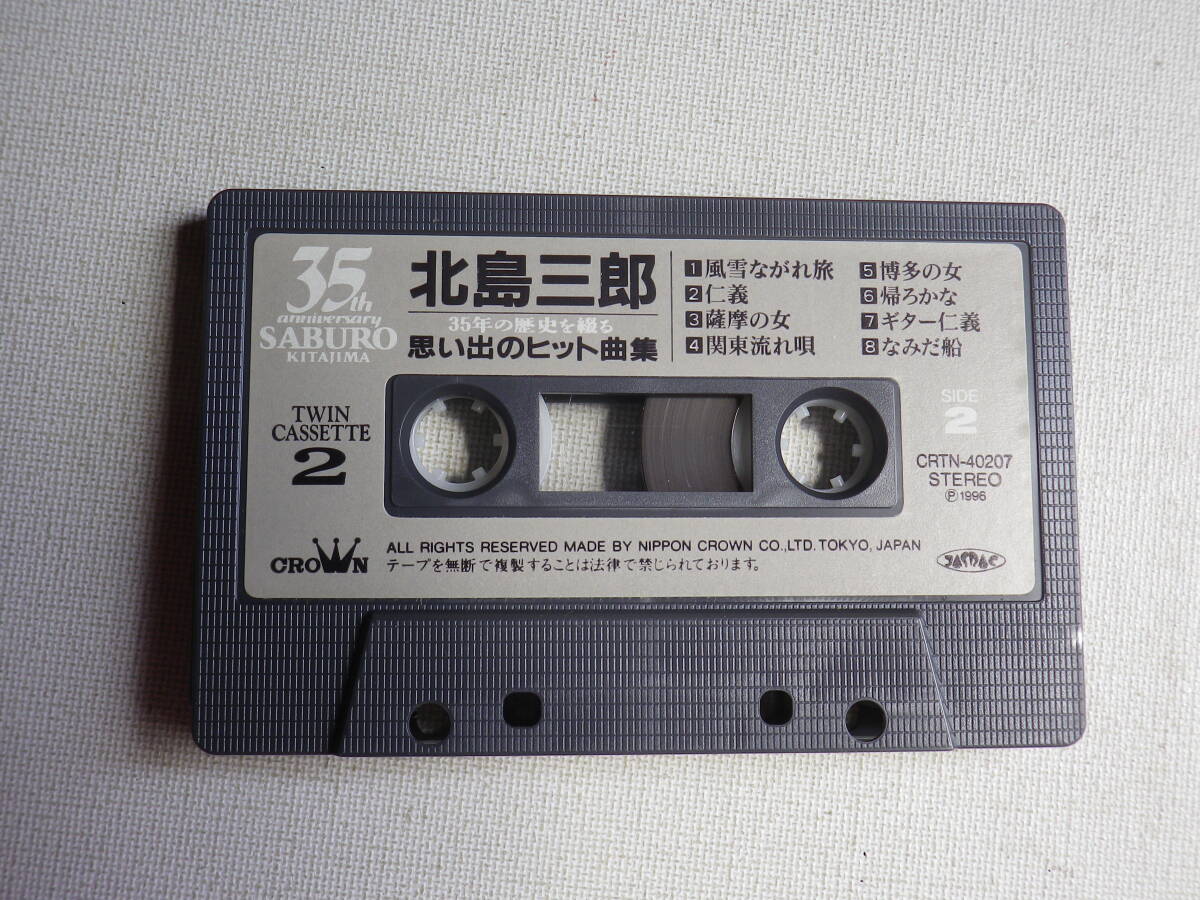 35th
anniversary
SABURO
KITAJIMA
北島三郎
35年の歴史を綴る
思い出のヒット曲集
1 風雪ながれ旅
2 仁義
3 薩摩の女
4 関東流れ唄
5 博多の女
6 帰ろかな
7 ギター仁義
8 なみだ船
TWIN
CASSETTE
2
SIDE
2
CRTN-40207
STEREO
Ⓟ1996
CROWN
ALL RIGHTS RESERVED MADE BY NIPPON CROWN CO.,LTD. TOKYO, JAPAN
テープを無断で複製することは法律で禁じられております。
JASRAC